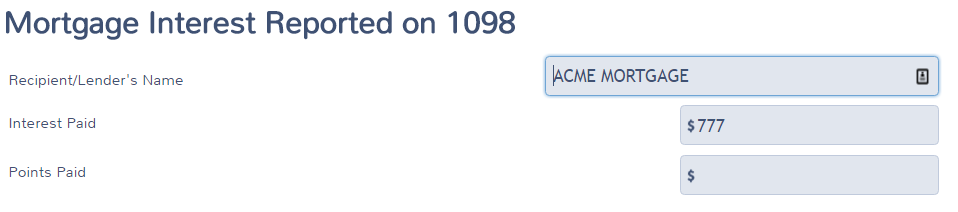 Mortgage Interest Reported on 1098
Recipient/Lender's Name ACME MORTGAGE
Interest Paid $777
Points Paid $